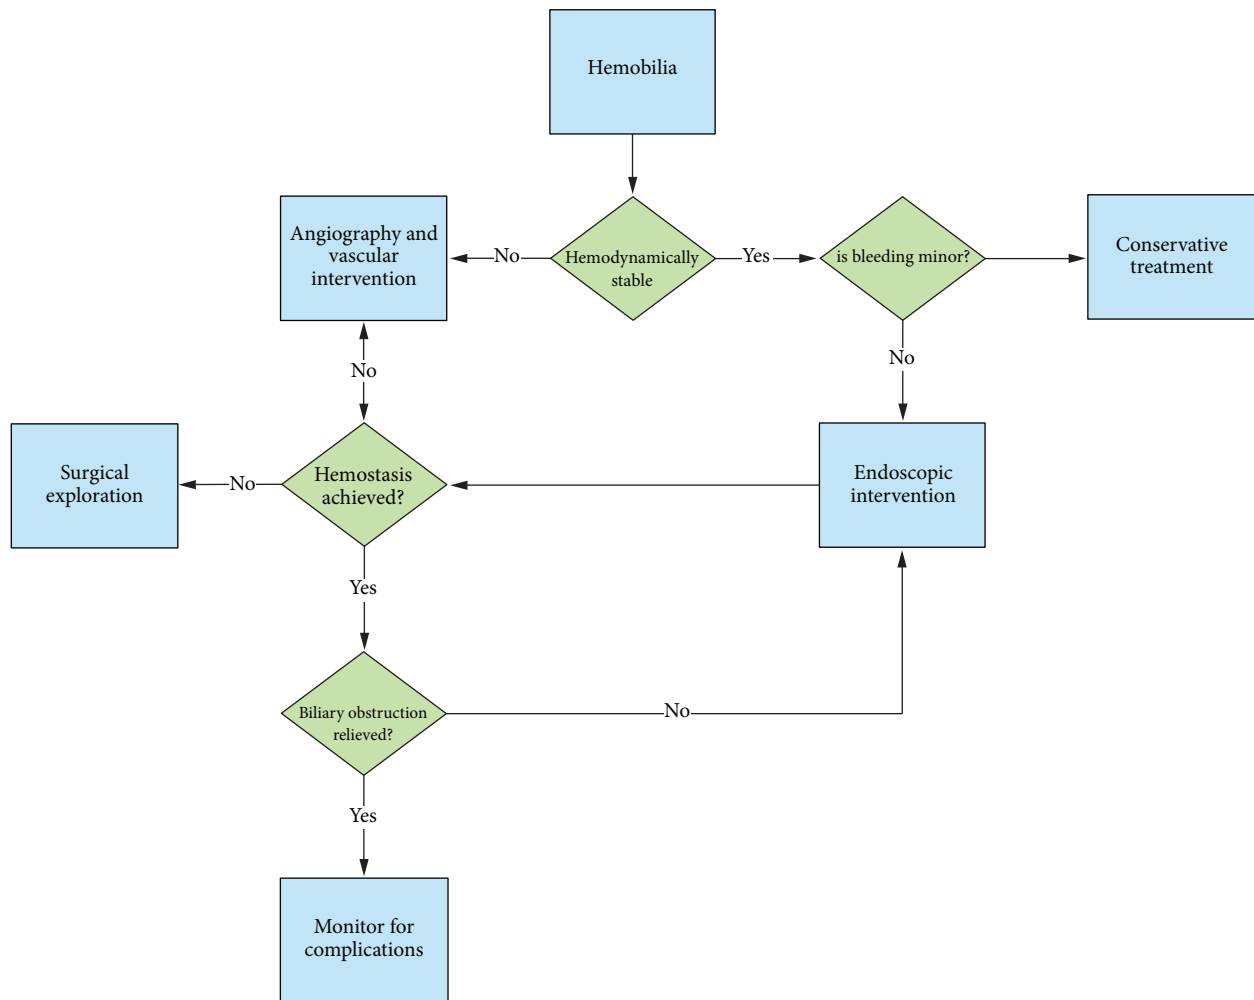 Hemobilia
Angiography and
vascular
intervention
No
Hemodynamically
stable
Yes
is bleeding minor?
Conservative
treatment
No
No
Surgical
exploration
No
Hemostasis
achieved?
Endoscopic
intervention
Yes
Biliary obstruction
relieved?
No
Yes
Monitor for
complications